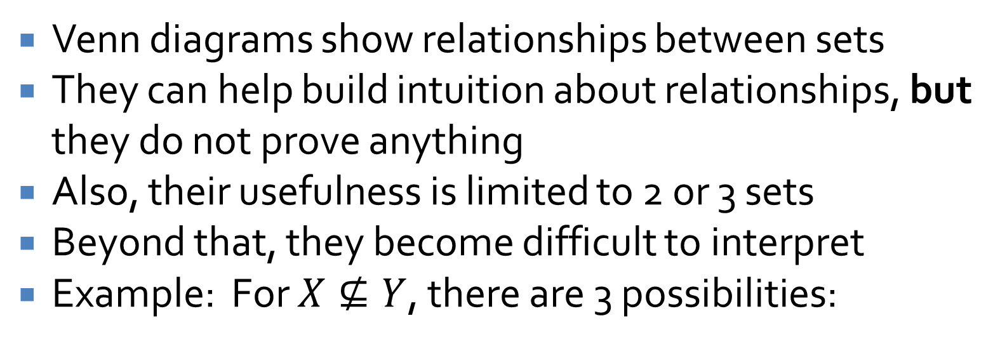 ▪ Venn diagrams show relationships between sets
▪ They can help build intuition about relationships, but
they do not prove anything
▪ Also, their usefulness is limited to 2 or 3 sets
▪ Beyond that, they become difficult to interpret
▪ Example: For X ⊈ Y, there are 3 possibilities: